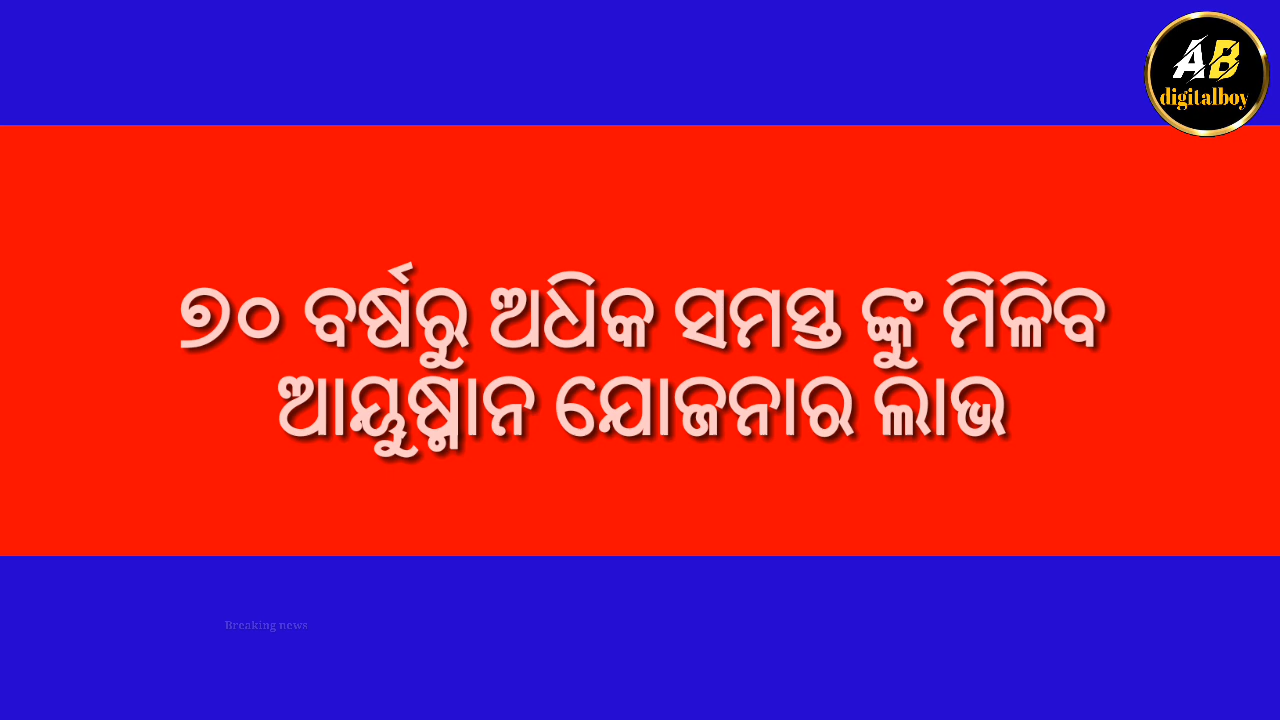 AB
digitalboy
୭୦ ବର୍ଷରୁ ଅଧିକ ସମସ୍ତ ଙ୍କୁ ମିଳିବ
ଆୟୁଷ୍ମାନ ଯୋଜନାର ଲାଭ
Breaking news